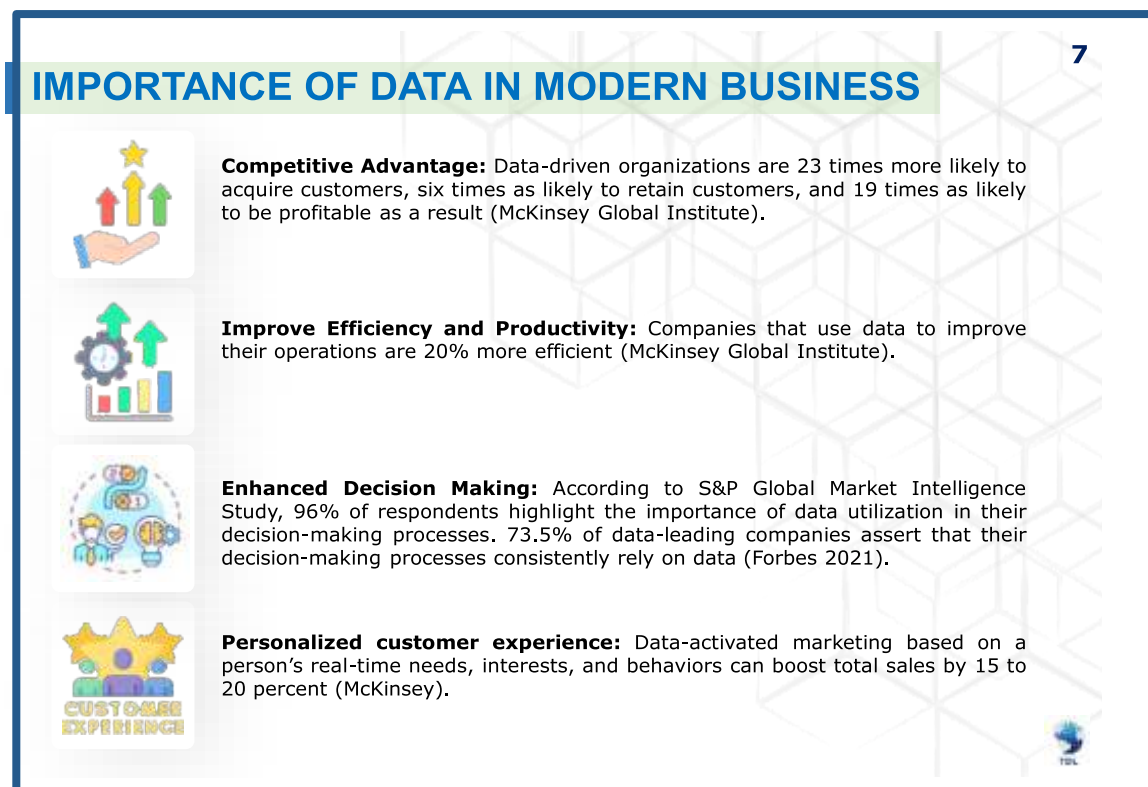 7
IMPORTANCE OF DATA IN MODERN BUSINESS
Competitive Advantage: Data-driven organizations are 23 times more likely to
acquire customers, six times as likely to retain customers, and 19 times as likely
to be profitable as a result (McKinsey Global Institute).
Improve Efficiency and Productivity: Companies that use data to improve
their operations are 20% more efficient (McKinsey Global Institute).
Enhanced Decision Making: According to S&P Global Market Intelligence
Study, 96% of respondents highlight the importance of data utilization in their
decision-making processes. 73.5% of data-leading companies assert that their
decision-making processes consistently rely on data (Forbes 2021).
Personalized customer experience: Data-activated marketing based on a
person’s real-time needs, interests, and behaviors can boost total sales by 15 to
20 percent (McKinsey).
CUSTOMER
EXPERIENCE
TDL